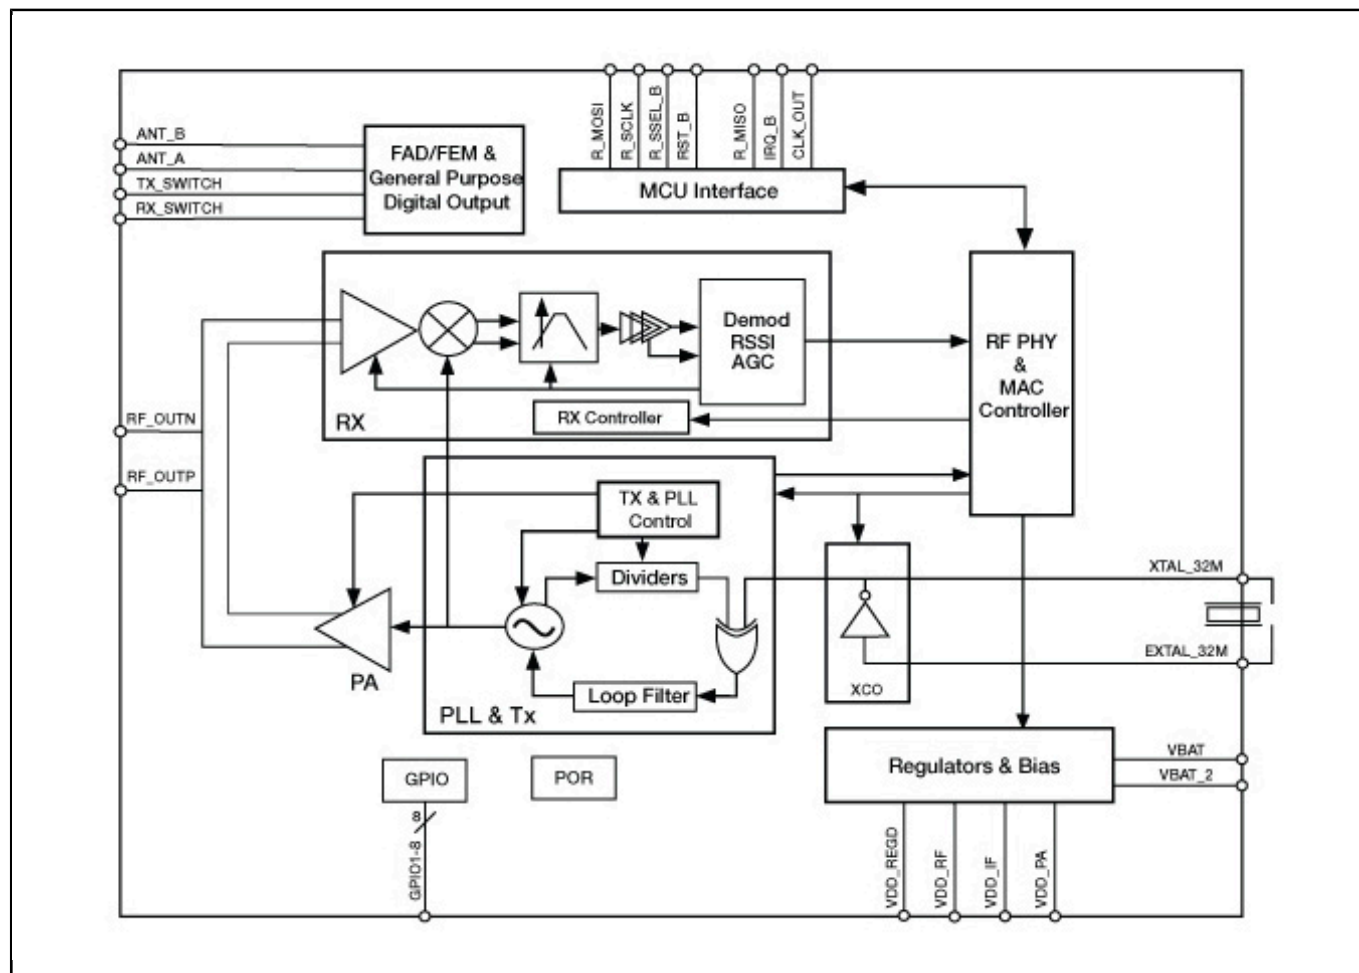 R_MOSI
R_SCLK
R_SSEL_B
RST_B
R_MISO
IRQ_B
CLK_OUT
ANT_B
ANT_A
TX_SWITCH
RX_SWITCH
FAD/FEM &
General Purpose
Digital Output
MCU Interface
Demod
RSSI
AGC
RF PHY
&
MAC
Controller
RX Controller
RX
RF_OUTN
RF_OUTP
TX & PLL
Control
Dividers
Loop Filter
PLL & Tx
PA
XCO
XTAL_32M
EXTAL_32M
Regulators & Bias
VBAT
VBAT_2
GPIO
POR
8
GPIO1-8
VDD_REGD
VDD_RF
VDD_IF
VDD_PA